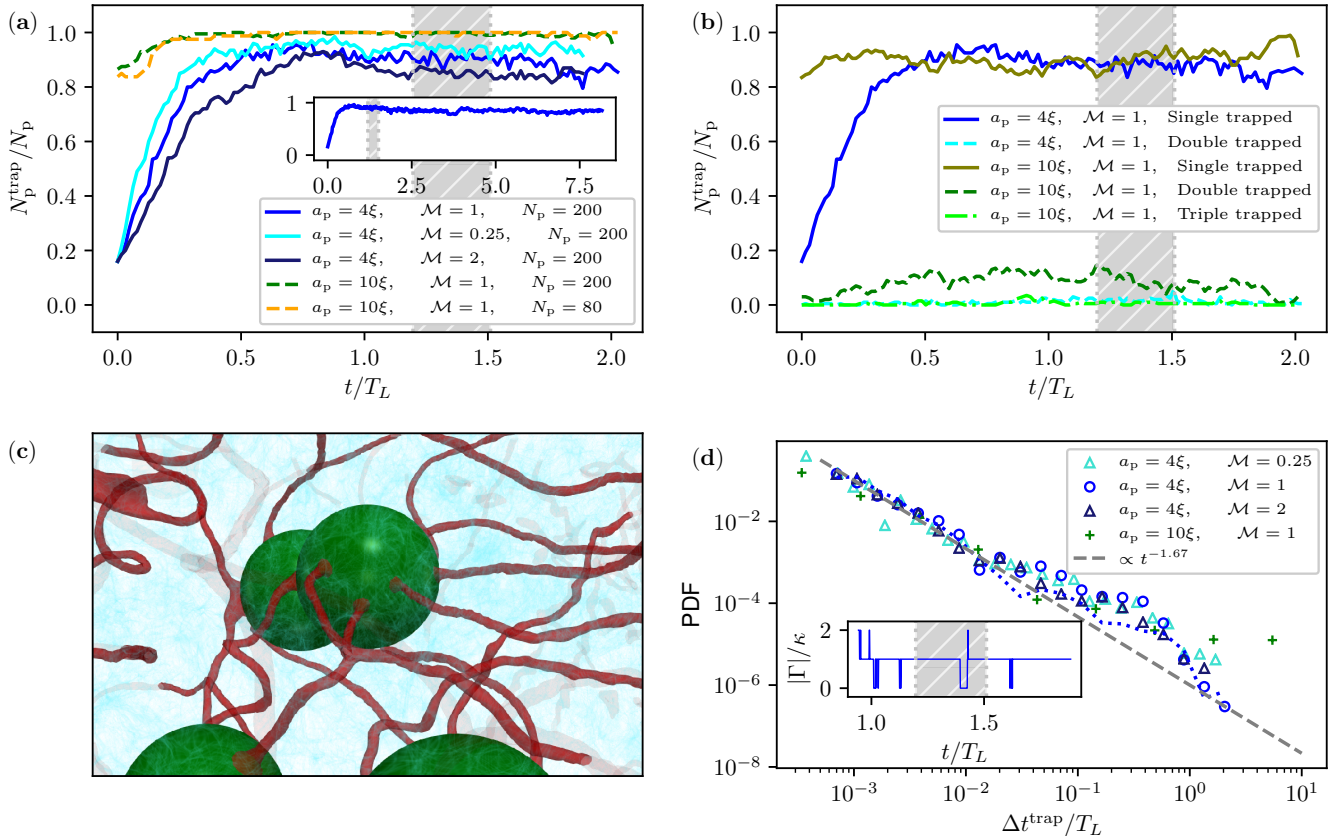 (a)
1.0
0.8
0.6
0.4
0.2
0.0
N_p^trap/N_p
1
0
0.0 2.5 5.0 7.5
a_p = 4ξ, ℳ = 1, N_p = 200
a_p = 4ξ, ℳ = 0.25, N_p = 200
a_p = 4ξ, ℳ = 2, N_p = 200
a_p = 10ξ, ℳ = 1, N_p = 200
a_p = 10ξ, ℳ = 1, N_p = 80
0.0 0.5 1.0 1.5 2.0
t/T_L
(b)
1.0
0.8
0.6
0.4
0.2
0.0
N_p^trap/N_p
a_p = 4ξ, ℳ = 1, Single trapped
a_p = 4ξ, ℳ = 1, Double trapped
a_p = 10ξ, ℳ = 1, Single trapped
a_p = 10ξ, ℳ = 1, Double trapped
a_p = 10ξ, ℳ = 1, Triple trapped
0.0 0.5 1.0 1.5 2.0
t/T_L
(c)
(d)
10^−2
10^−4
10^−6
10^−8
PDF
a_p = 4ξ, ℳ = 0.25
a_p = 4ξ, ℳ = 1
a_p = 4ξ, ℳ = 2
a_p = 10ξ, ℳ = 1
∝ t^−1.67
2
0
|Γ|/κ
1.0 1.5
t/T_L
10^−3 10^−2 10^−1 10^0 10^1
Δt^trap/T_L